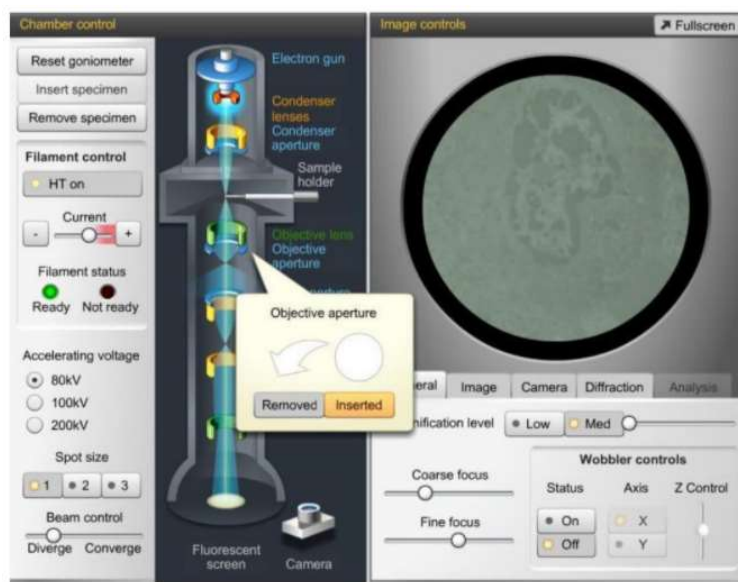 Chamber control
Reset goniometer
Insert specimen
Remove specimen
Filament control
HT on
Current
-
+
Filament status
Ready
Not ready
Accelerating voltage
80kV
100kV
200kV
Spot size
1
2
3
Beam control
Diverge
Converge
Electron gun
Condenser
lenses
Condenser
aperture
Sample
holder
Objective lens
Objective
aperture
Objective aperture
Removed
Inserted
Fluorescent
screen
Camera
Image controls
Fullscreen
Image
Camera
Diffraction
Analysis
level
Low
Med
Coarse focus
Fine focus
Wobbler controls
Status
Axis
Z Control
On
X
Off
Y